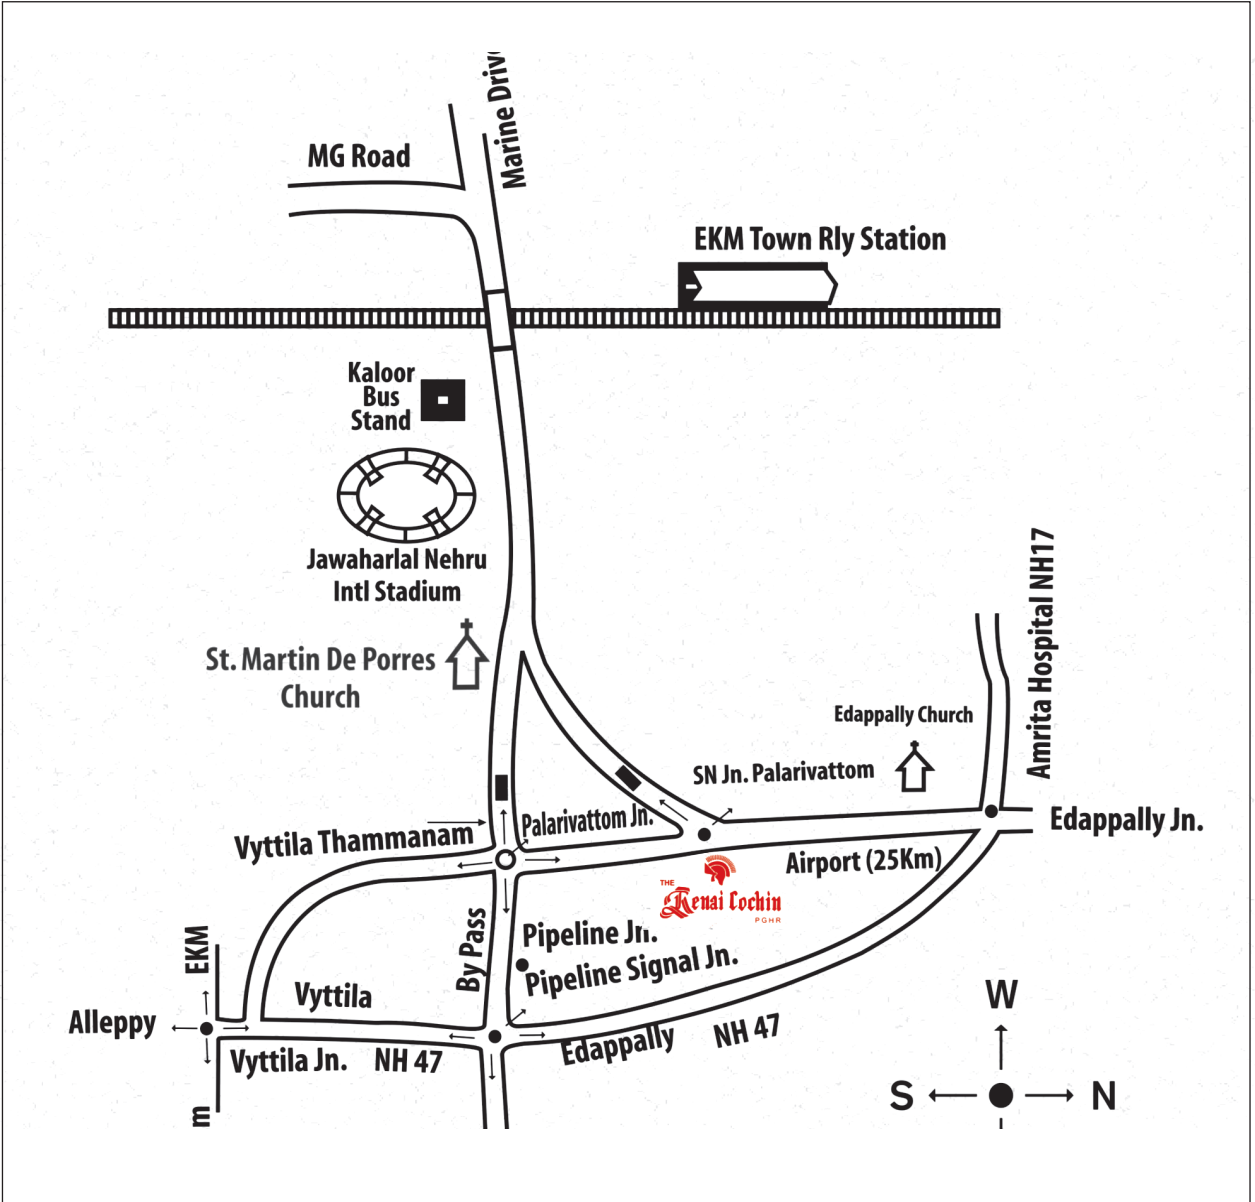 Marine Drive
MG Road
EKM Town Rly Station
Kaloor
Bus
Stand
Jawaharlal Nehru
Intl Stadium
St. Martin De Porres
Church
Amrita Hospital NH17
Edappally Church
SN Jn. Palarivattom
Edappally Jn.
Palarivattom Jn.
Vyttila Thammanam
Airport (25Km)
THE
Renai Cochin
PGHR
By Pass
Pipeline Jn.
Pipeline Signal Jn.
EKM
Vyttila
Alleppy
Vyttila Jn.
NH 47
Edappally
NH 47
W
S
N
m